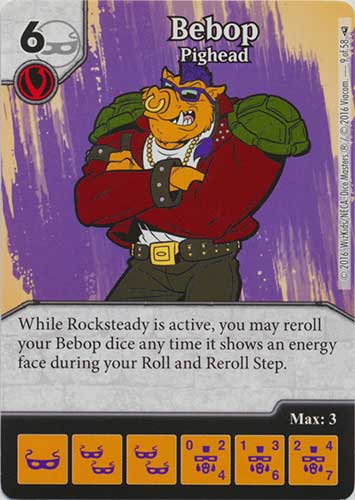 6
Bebop
Pighead
9 of 58
© 2016 WizKids/NECA. Dice Masters ® / © 2016 Viacom.
While Rocksteady is active, you may reroll
your Bebop dice any time it shows an energy
face during your Roll and Reroll Step.
Max: 3
0 2 4
1 3 6
2 4 7